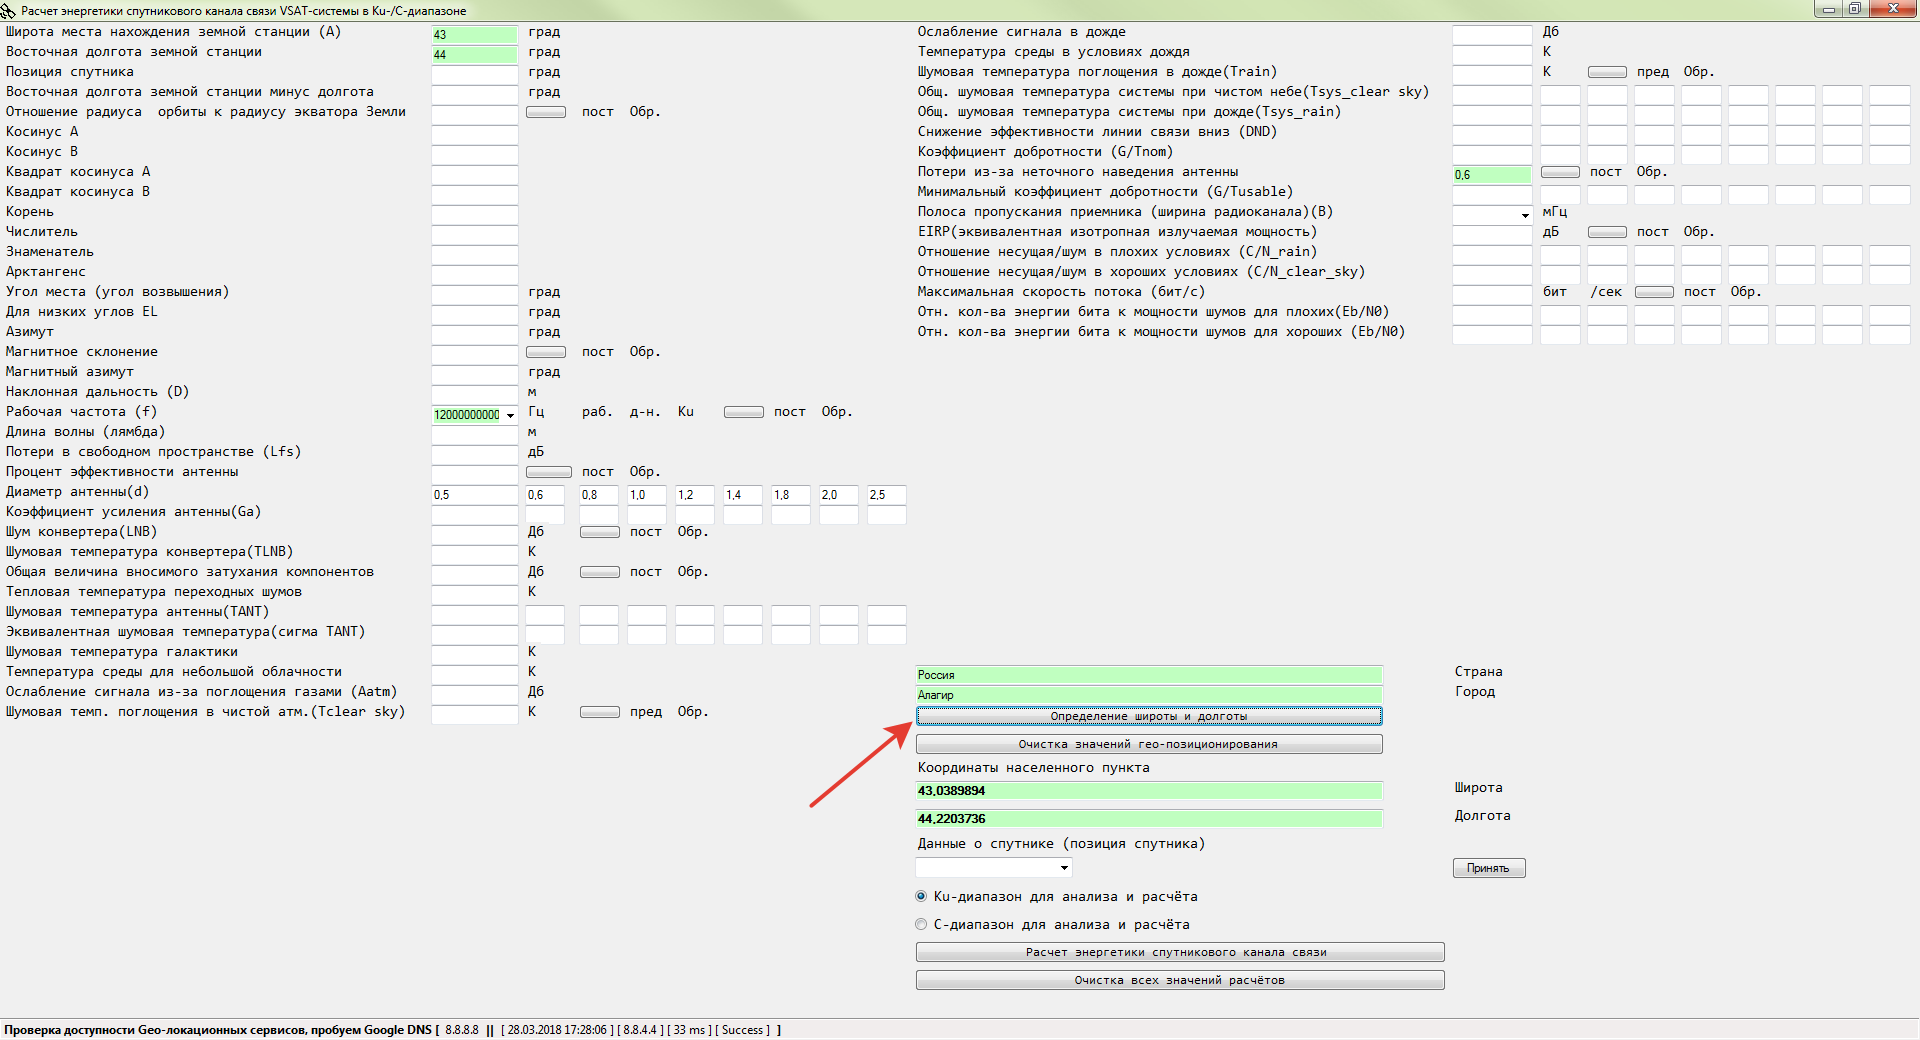 Расчет энергетики спутникового канала связи VSAT-системы в Ku-/C-диапазоне
Широта места нахождения земной станции (A) 43 град
Восточная долгота земной станции 44 град
Позиция спутника град
Восточная долгота земной станции минус долгота град
Отношение радиуса орбиты к радиусу экватора Земли пост Обр.
Косинус A
Косинус B
Квадрат косинуса A
Квадрат косинуса B
Корень
Числитель
Знаменатель
Арктангенс
Угол места (угол возвышения) град
Для низких углов EL град
Азимут град
Магнитное склонение пост Обр.
Магнитный азимут град
Наклонная дальность (D) м
Рабочая частота (f) 12000000000 Гц раб. д-н. Ku пост Обр.
Длина волны (лямбда) м
Потери в свободном пространстве (Lfs) дБ
Процент эффективности антенны пост Обр.
Диаметр антенны(d) 0,5 0,6 0,8 1,0 1,2 1,4 1,8 2,0 2,5
Коэффициент усиления антенны(Ga)
Шум конвертера(LNB) Дб пост Обр.
Шумовая температура конвертера(TLNB) К
Общая величина вносимого затухания компонентов Дб пост Обр.
Тепловая температура переходных шумов К
Шумовая температура антенны(TANT)
Эквивалентная шумовая температура(сигма TANT)
Шумовая температура галактики К
Температура среды для небольшой облачности К
Ослабление сигнала из-за поглощения газами (Aatm) Дб
Шумовая темп. поглощения в чистой атм.(Tclear sky) К пред Обр.
Ослабление сигнала в дожде Дб
Температура среды в условиях дождя К
Шумовая температура поглощения в дожде(Train) К пред Обр.
Общ. шумовая температура системы при чистом небе(Tsys_clear sky)
Общ. шумовая температура системы при дожде(Tsys_rain)
Снижение эффективности линии связи вниз (DND)
Коэффициент добротности (G/Tnom)
Потери из-за неточного наведения антенны 0,6 пост Обр.
Минимальный коэффициент добротности (G/Tusable)
Полоса пропускания приемника (ширина радиоканала)(B) мГц
EIRP(эквивалентная изотропная излучаемая мощность) дБ пост Обр.
Отношение несущая/шум в плохих условиях (C/N_rain)
Отношение несущая/шум в хороших условиях (C/N_clear_sky)
Максимальная скорость потока (бит/с) бит /сек пост Обр.
Отн. кол-ва энергии бита к мощности шумов для плохих(Eb/N0)
Отн. кол-ва энергии бита к мощности шумов для хороших (Eb/N0)
Россия Страна
Алагир Город
Определение широты и долготы
Очистка значений гео-позиционирования
Координаты населенного пункта
43,0389894 Широта
44,2203736 Долгота
Данные о спутнике (позиция спутника)
Принять
Ku-диапазон для анализа и расчёта
C-диапазон для анализа и расчёта
Расчет энергетики спутникового канала связи
Очистка всех значений расчётов
Проверка доступности Geo-локационных сервисов, пробуем Google DNS [ 8.8.8.8 || [ 28.03.2018 17:28:06 ] [ 8.8.4.4 ] [ 33 ms ] [ Success ] ]